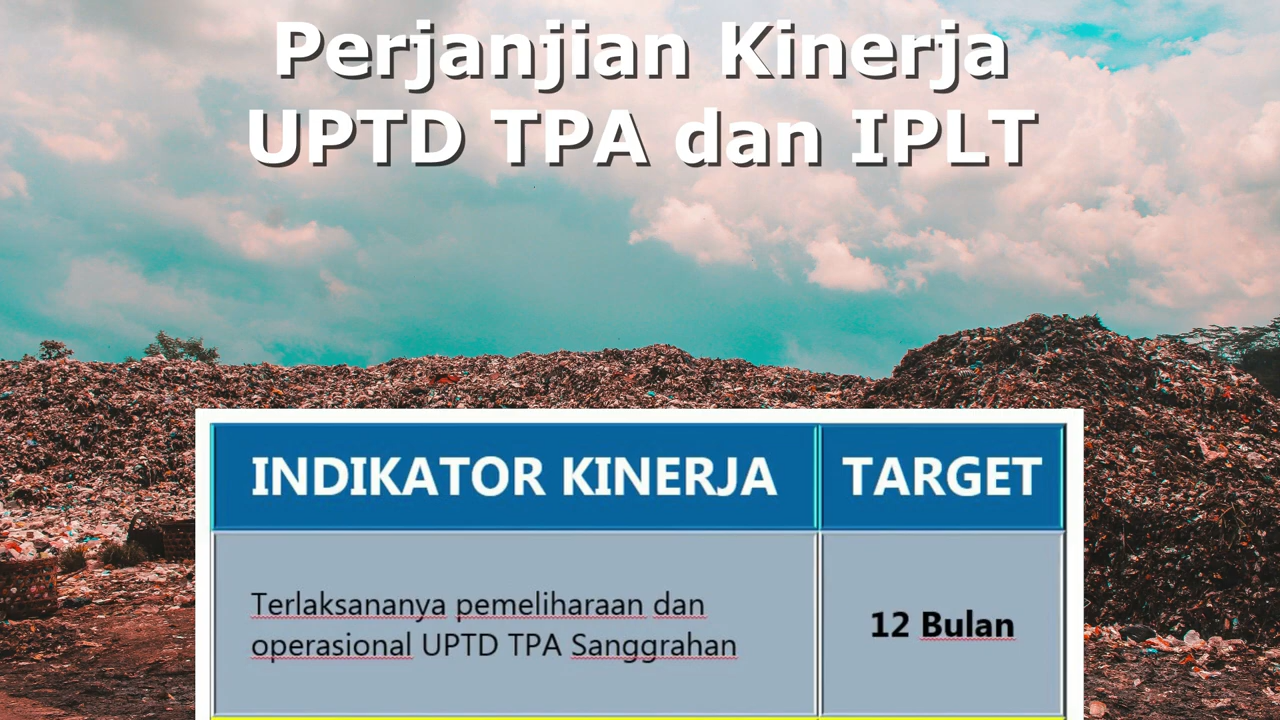 Perjanjian Kinerja
UPTD TPA dan IPLT
INDIKATOR KINERJA
TARGET
Terlaksananya pemeliharaan dan
operasional UPTD TPA Sanggrahan
12 Bulan